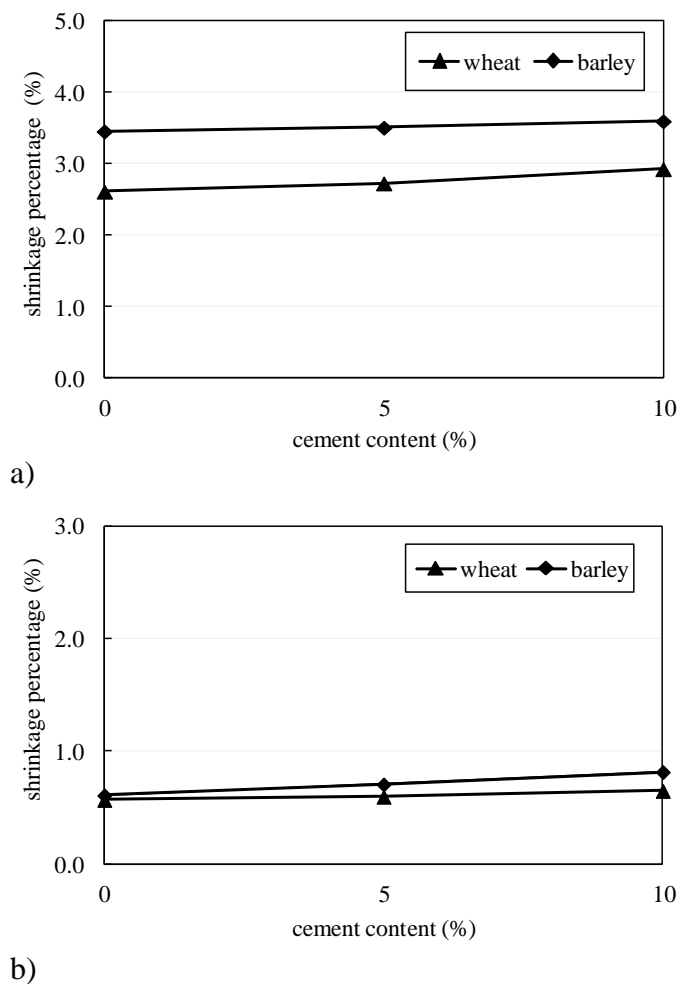 5.0
wheat barley
4.0
3.0
2.0
1.0
0.0
shrinkage percentage (%)
0 5 10
cement content (%)
a)
3.0
wheat barley
2.0
1.0
0.0
shrinkage percentage (%)
0 5 10
cement content (%)
b)